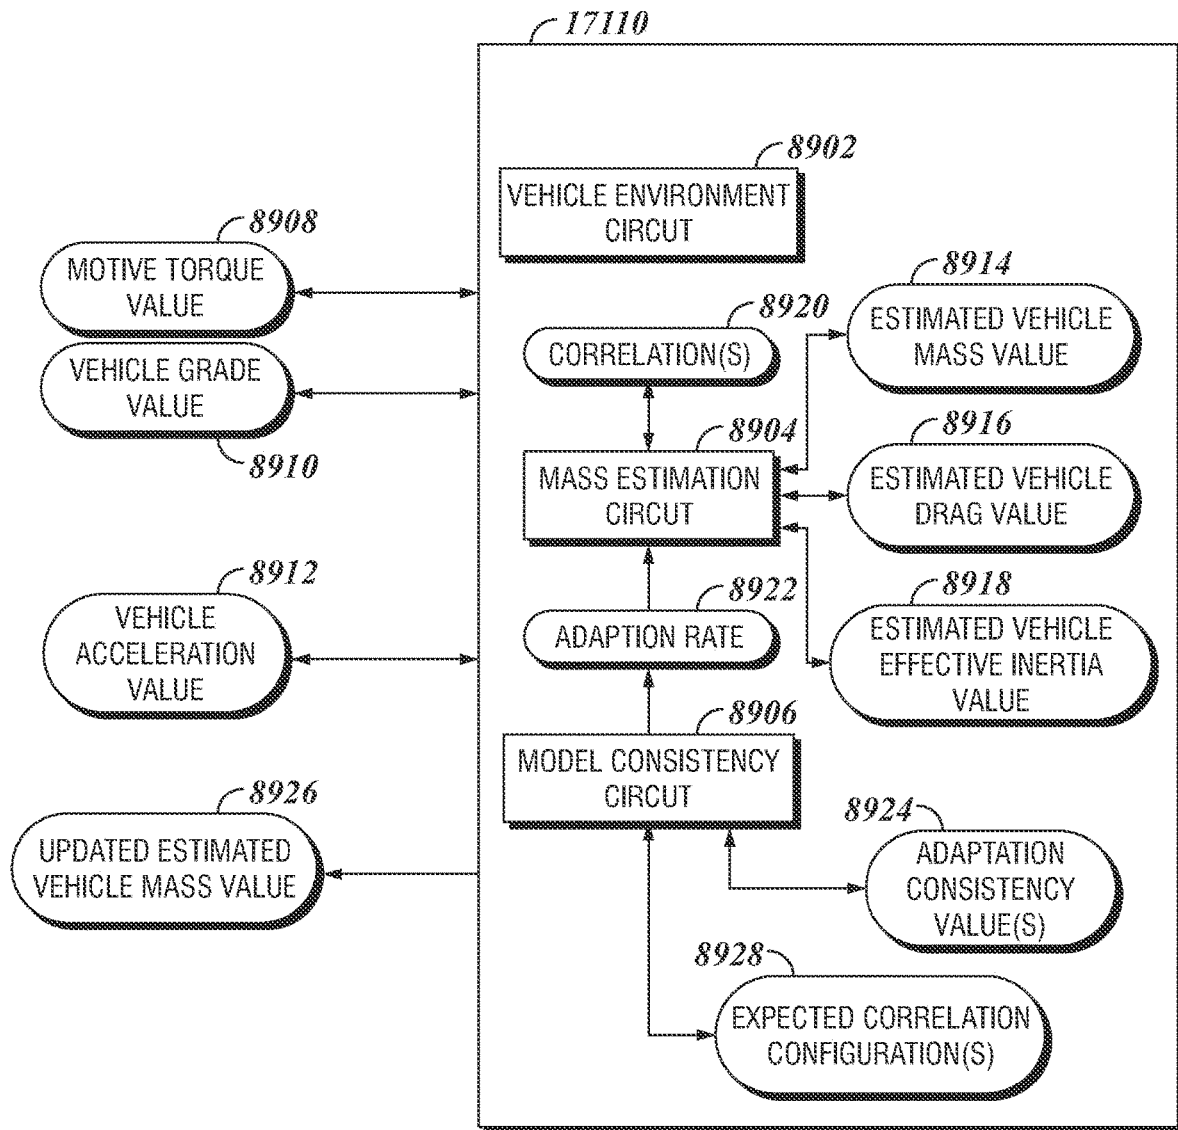 17110
8902
VEHICLE ENVIRONMENT
CIRCUT
8908
MOTIVE TORQUE
VALUE
8914
ESTIMATED VEHICLE
MASS VALUE
8920
CORRELATION(S)
VEHICLE GRADE
VALUE
8910
8904
MASS ESTIMATION
CIRCUT
8916
ESTIMATED VEHICLE
DRAG VALUE
8912
VEHICLE
ACCELERATION
VALUE
8922
ADAPTION RATE
8918
ESTIMATED VEHICLE
EFFECTIVE INERTIA
VALUE
8906
MODEL CONSISTENCY
CIRCUT
8926
UPDATED ESTIMATED
VEHICLE MASS VALUE
8924
ADAPTATION
CONSISTENCY
VALUE(S)
8928
EXPECTED CORRELATION
CONFIGURATION(S)